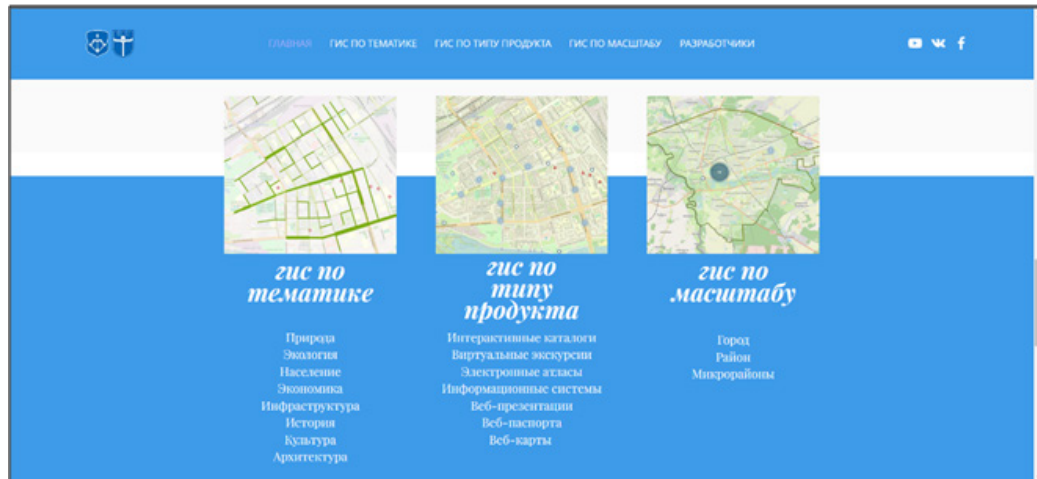 ГЛАВНАЯ ГИС ПО ТЕМАТИКЕ ГИС ПО ТИПУ ПРОДУКТА ГИС ПО МАСШТАБУ РАЗРАБОТЧИКИ
гис по
тематике
Природа
Экология
Население
Экономика
Инфраструктура
История
Культура
Архитектура
гис по
типу
продукта
Интерактивные каталоги
Виртуальные экскурсии
Электронные атласы
Информационные системы
Веб-презентации
Веб-паспорта
Веб-карты
гис по
масштабу
Город
Район
Микрорайоны